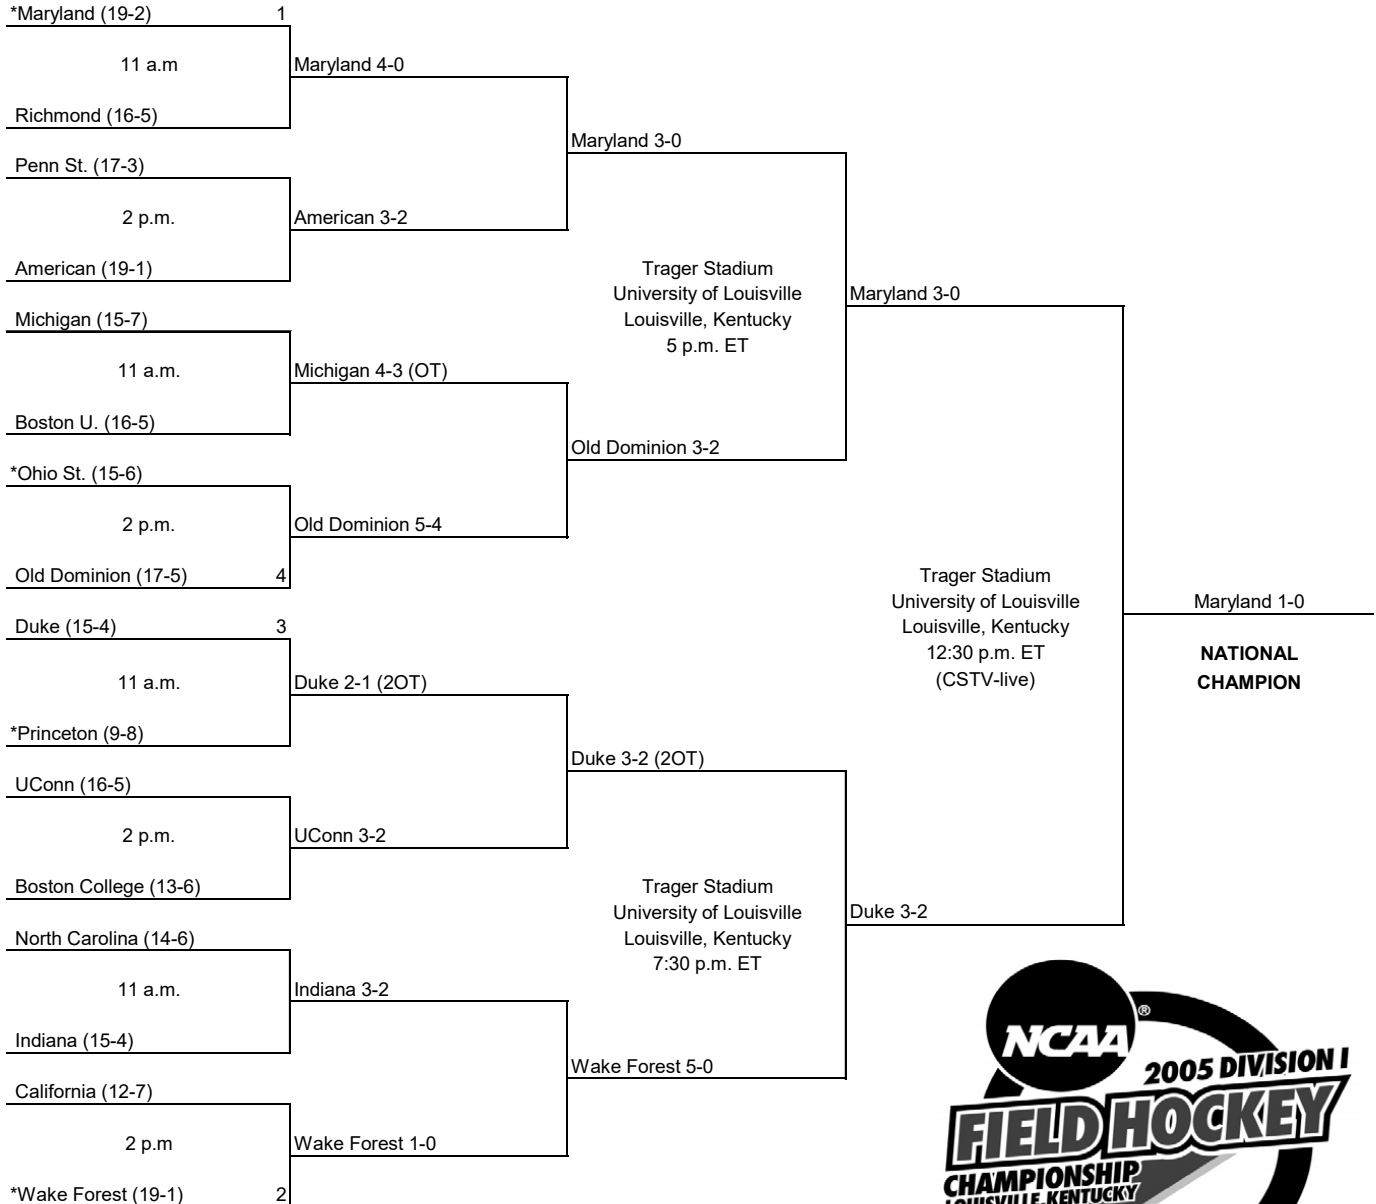 *Maryland (19-2) 1
11 a.m
Maryland 4-0
Richmond (16-5)
Maryland 3-0
Penn St. (17-3)
2 p.m.
American 3-2
American (19-1)
Trager Stadium
University of Louisville
Louisville, Kentucky
5 p.m. ET
Maryland 3-0
Michigan (15-7)
11 a.m.
Michigan 4-3 (OT)
Boston U. (16-5)
Old Dominion 3-2
*Ohio St. (15-6)
2 p.m.
Old Dominion 5-4
Old Dominion (17-5) 4
Trager Stadium
University of Louisville
Louisville, Kentucky
12:30 p.m. ET
(CSTV-live)
Maryland 1-0
NATIONAL
CHAMPION
Duke (15-4) 3
11 a.m.
Duke 2-1 (2OT)
*Princeton (9-8)
Duke 3-2 (2OT)
UConn (16-5)
2 p.m.
UConn 3-2
Boston College (13-6)
Trager Stadium
University of Louisville
Louisville, Kentucky
7:30 p.m. ET
Duke 3-2
North Carolina (14-6)
11 a.m.
Indiana 3-2
Indiana (15-4)
Wake Forest 5-0
California (12-7)
2 p.m
Wake Forest 1-0
*Wake Forest (19-1) 2
NCAA ®
2005 DIVISION I
FIELD HOCKEY
CHAMPIONSHIP
LOUISVILLE, KENTUCKY